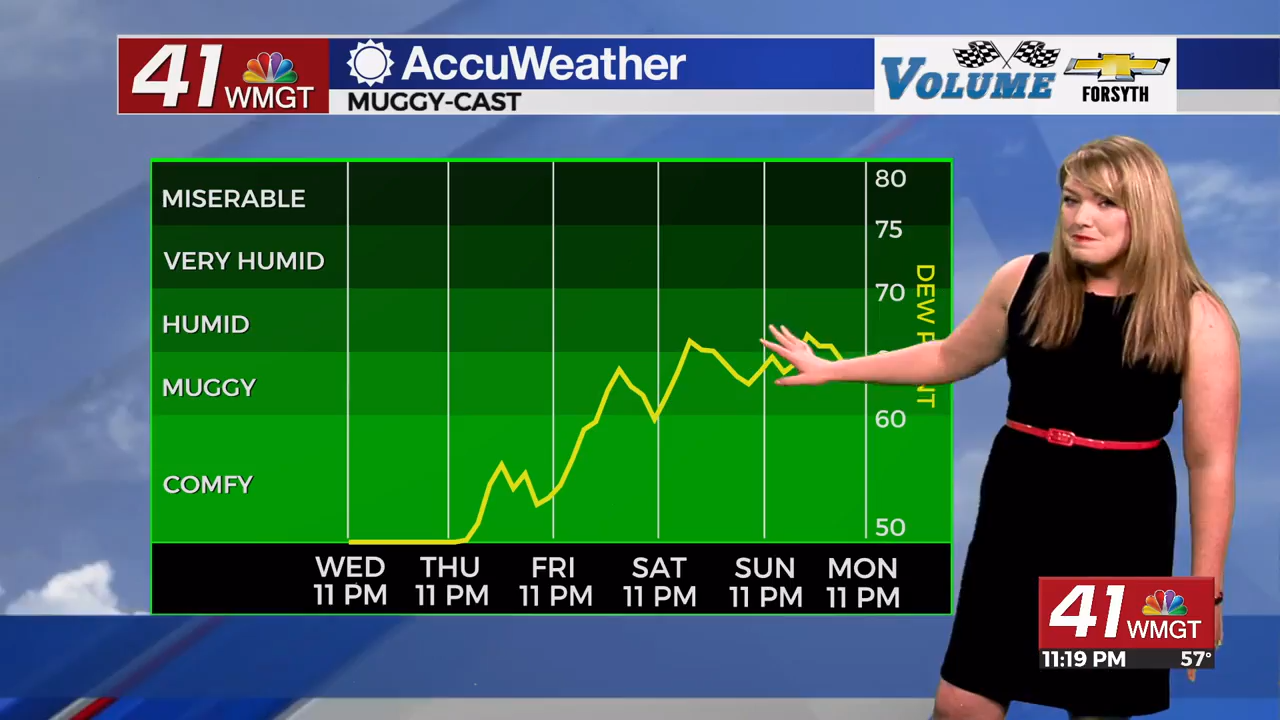 41 WMGT
AccuWeather
MUGGY-CAST
VOLUME
FORSYTH
MISERABLE
VERY HUMID
HUMID
MUGGY
COMFY
80
75
70
60
50
DEW
WED THU FRI SAT SUN MON
11 PM 11 PM 11 PM 11 PM 11 PM 11 PM
41 WMGT
11:19 PM 57°